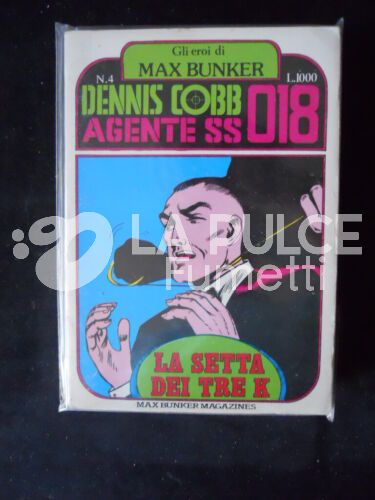 Gli eroi di
MAX BUNKER
N.4
L.1000
DENNIS COBB
AGENTE SS 018
LA PULCE
Fumetti
LA SETTA
DEI TRE K
MAX BUNKER MAGAZINES